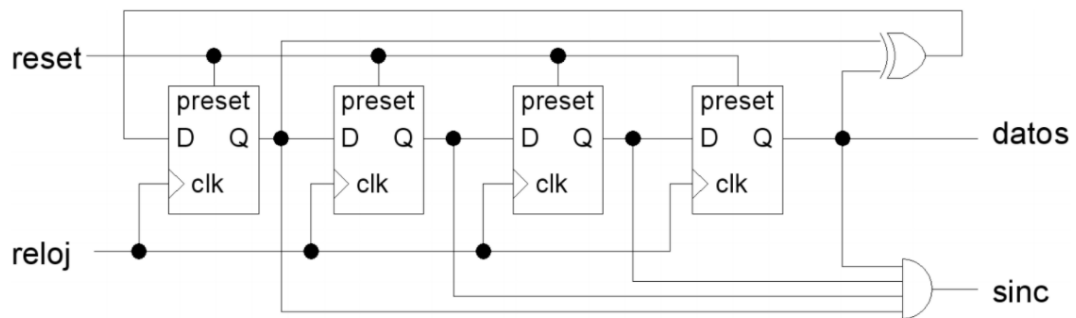 reset
preset preset preset preset
D Q D Q D Q D Q
datos
clk clk clk clk
reloj
sinc